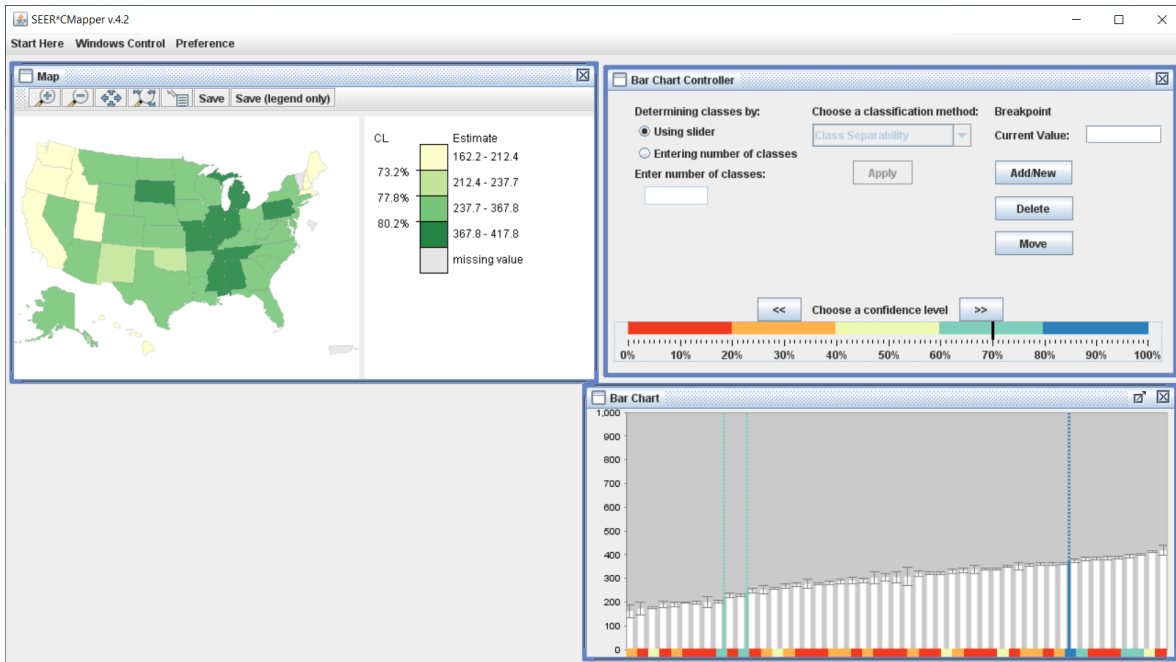 SEER*CMapper v.4.2
Start Here Windows Control Preference
Map
Save Save (legend only)
CL Estimate
162.2 - 212.4
73.2%
212.4 - 237.7
77.8%
237.7 - 367.8
80.2%
367.8 - 417.8
missing value
Bar Chart Controller
Determining classes by: Choose a classification method: Breakpoint
Using slider Class Separability Current Value:
Entering number of classes
Enter number of classes: Apply Add/New
Delete
Move
<< Choose a confidence level >>
0% 10% 20% 30% 40% 50% 60% 70% 80% 90% 100%
Bar Chart
1,000
900
800
700
600
500
400
300
200
100
0